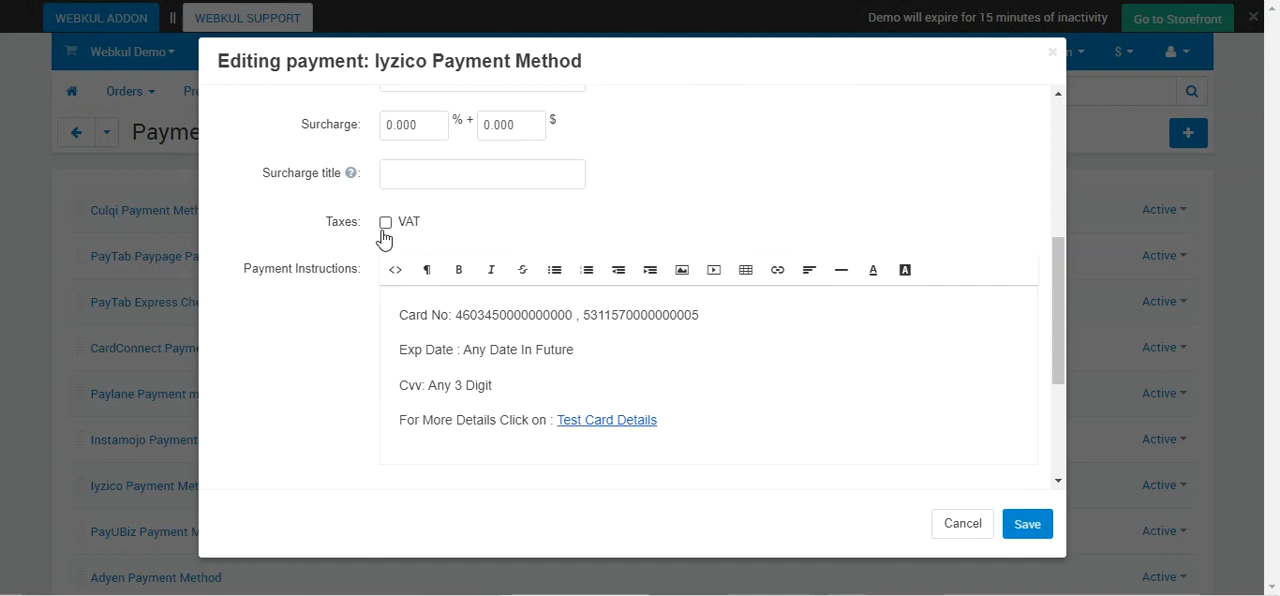 WEBKUL ADDON || WEBKUL SUPPORT Demo will expire for 15 minutes of inactivity Go to Storefront
Webkul Demo $
Editing payment: Iyzico Payment Method
Orders
Payme
Surcharge: 0.000 % + 0.000 $
Surcharge title ?:
Culqi Payment Meth Active
Taxes: VAT
PayTab Paypage Pa Active
Payment Instructions:
PayTab Express Che Active
Card No: 4603450000000000 , 5311570000000005
CardConnect Payme Active
Exp Date : Any Date In Future
Paylane Payment m Active
Cvv: Any 3 Digit
For More Details Click on : Test Card Details
Instamojo Payment Active
Iyzico Payment Met Active
PayUBiz Payment M Active
Cancel Save
Adyen Payment Method Active